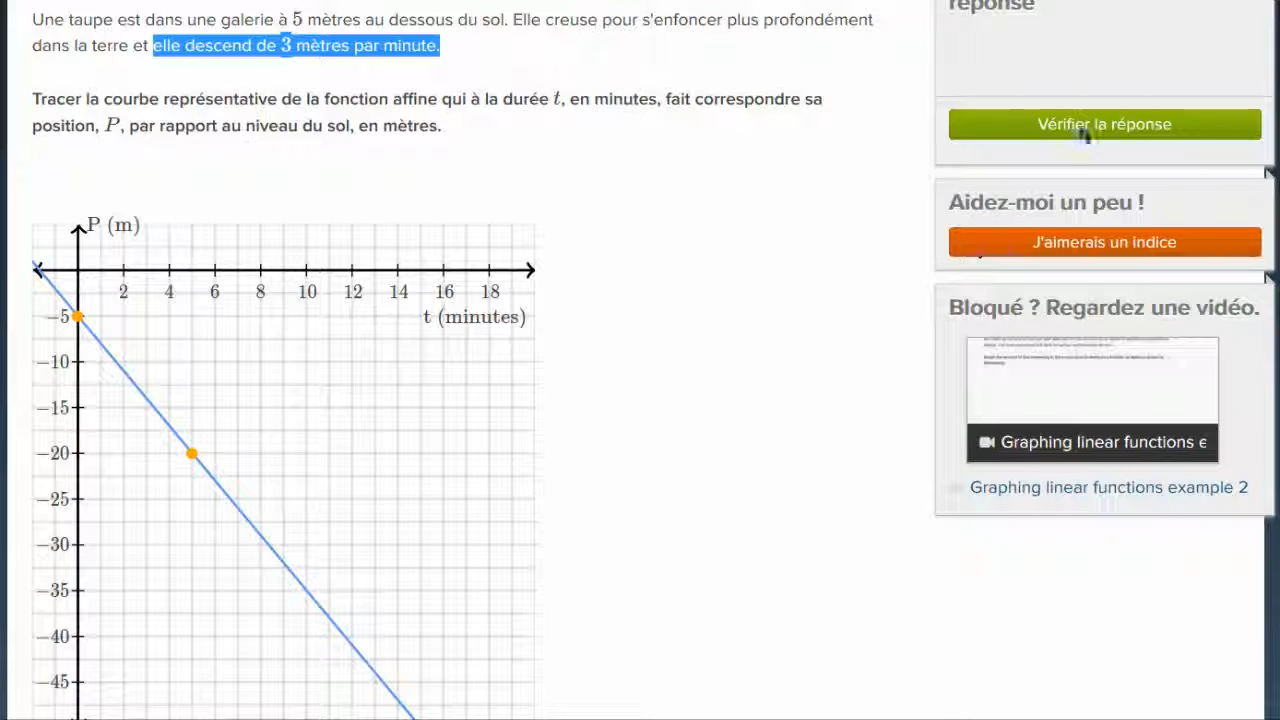 réponse
Une taupe est dans une galerie à 5 mètres au dessous du sol. Elle creuse pour s'enfoncer plus profondément
dans la terre et elle descend de 3 mètres par minute.
Tracer la courbe représentative de la fonction affine qui à la durée t, en minutes, fait correspondre sa
position, P, par rapport au niveau du sol, en mètres.
Vérifier la réponse
Aidez-moi un peu !
J'aimerais un indice
Bloqué ? Regardez une vidéo.
Graphing linear functions e
Graphing linear functions example 2
P (m)
2 4 6 8 10 12 14 16 18
t (minutes)
−5
−10
−15
−20
−25
−30
−35
−40
−45